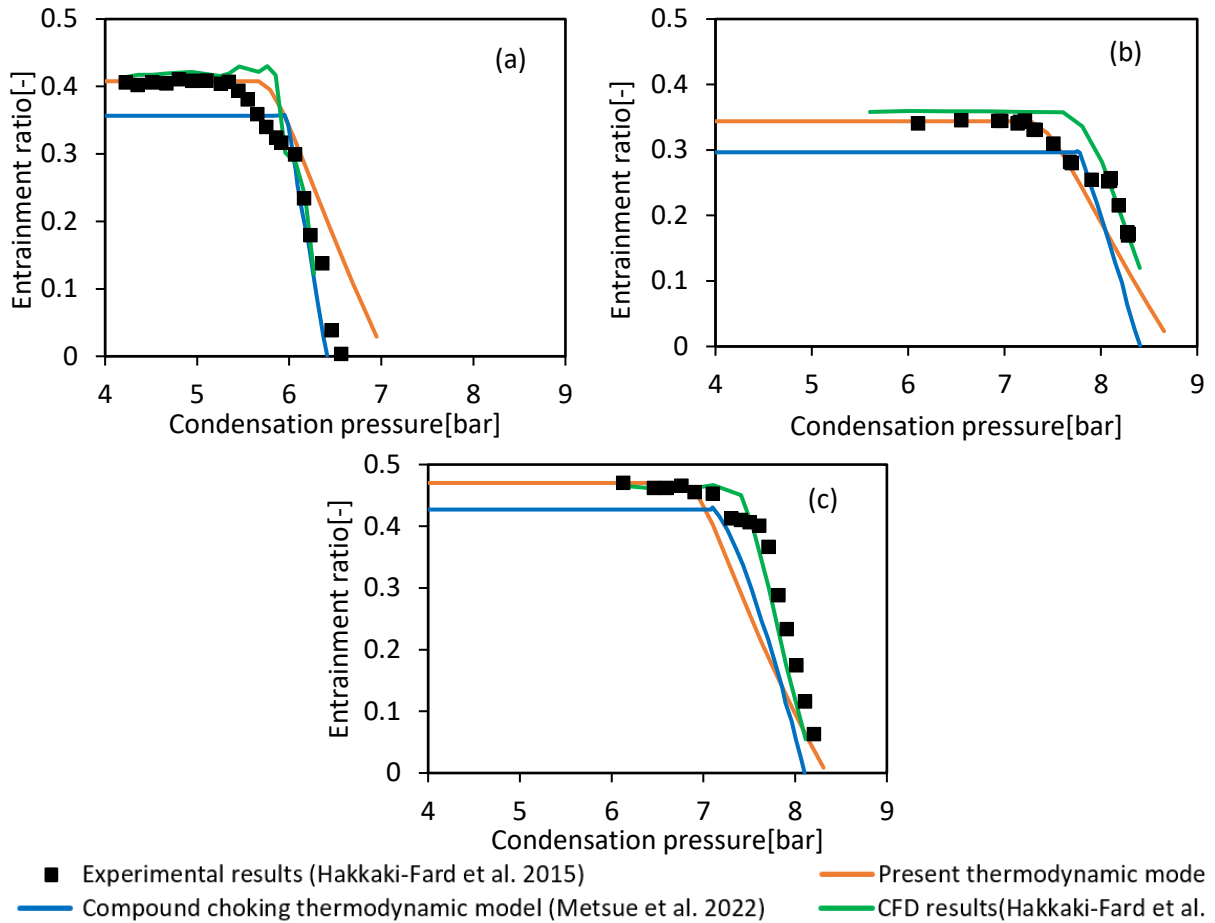 (a)
Entrainment ratio[-]
0.5
0.4
0.3
0.2
0.1
0
4 5 6 7 8 9
Condensation pressure[bar]
(b)
Entrainment ratio[-]
0.5
0.4
0.3
0.2
0.1
0
4 5 6 7 8 9
Condensation pressure[bar]
(c)
Entrainment ratio[-]
0.5
0.4
0.3
0.2
0.1
0
4 5 6 7 8 9
Condensation pressure[bar]
Experimental results (Hakkaki-Fard et al. 2015) Present thermodynamic mode
Compound choking thermodynamic model (Metsue et al. 2022) CFD results(Hakkaki-Fard et al.